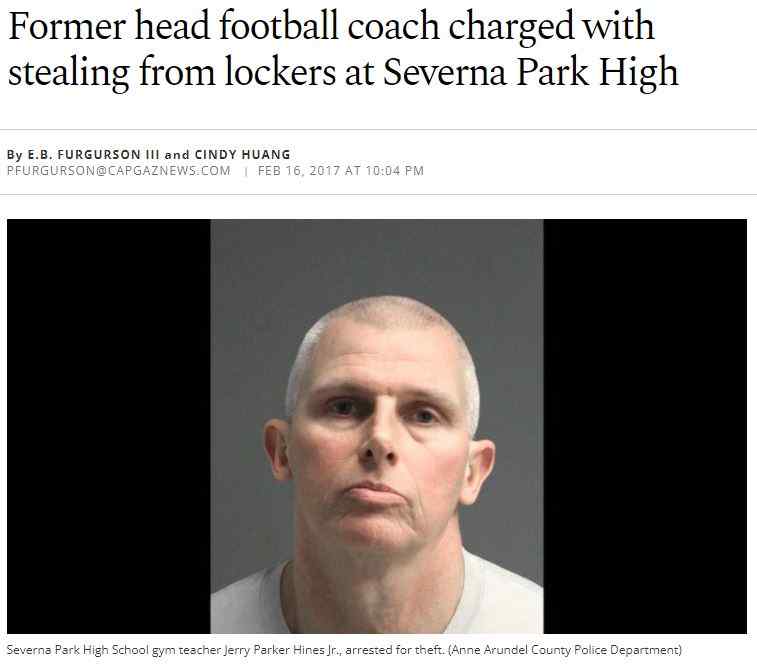 Former head football coach charged with
stealing from lockers at Severna Park High
By E.B. FURGURSON III and CINDY HUANG
PFURGURSON@CAPGAZNEWS.COM | FEB 16, 2017 AT 10:04 PM
Severna Park High School gym teacher Jerry Parker Hines Jr., arrested for theft. (Anne Arundel County Police Department)